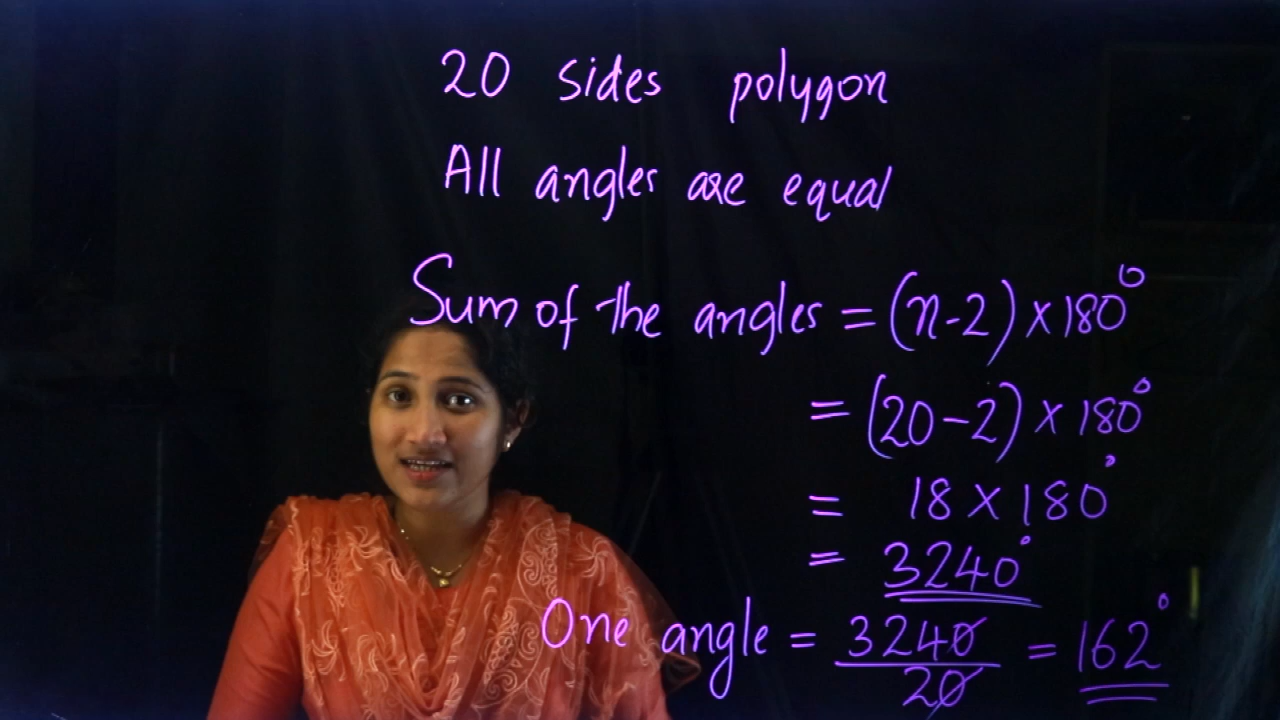 20 sides polygon
All angles are equal
Sum of the angles = (n-2) × 180°
= (20-2) × 180°
= 18 × 180°
= 3240°
One angle = 3240/20 = 162°